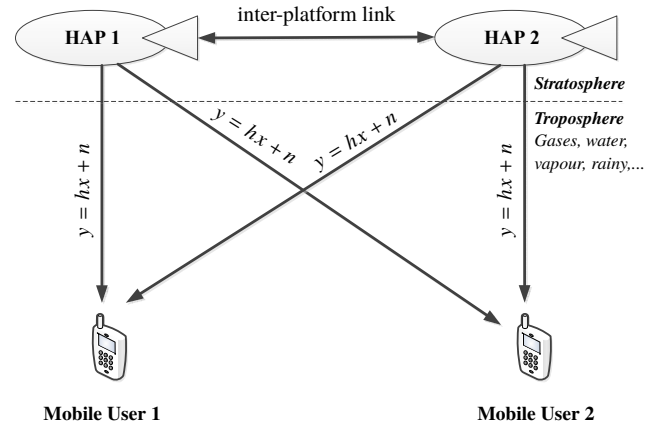 inter-platform link
HAP 1
HAP 2
Stratosphere
Troposphere
Gases, water,
vapour, rainy,...
y = hx + n
y = hx + n
y = hx + n
y = hx + n
Mobile User 1
Mobile User 2